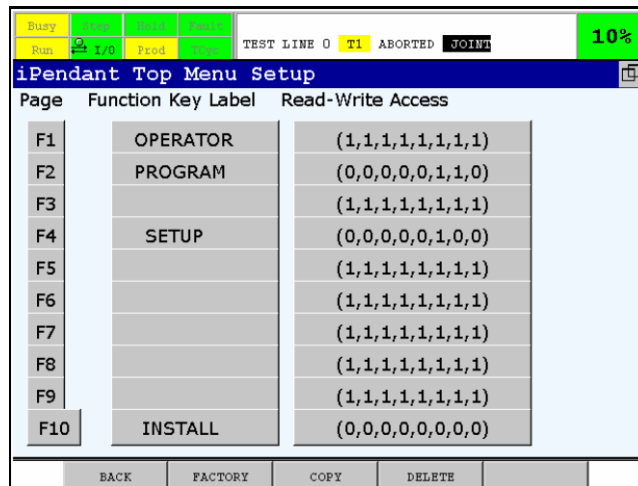 Busy Step Hold Fault
Run I/O Prod TCyc
TEST LINE 0 T1 ABORTED JOINT
10%
iPendant Top Menu Setup
Page Function Key Label Read-Write Access
F1 OPERATOR (1,1,1,1,1,1,1,1)
F2 PROGRAM (0,0,0,0,0,1,1,0)
F3 (1,1,1,1,1,1,1,1)
F4 SETUP (0,0,0,0,0,1,0,0)
F5 (1,1,1,1,1,1,1,1)
F6 (1,1,1,1,1,1,1,1)
F7 (1,1,1,1,1,1,1,1)
F8 (1,1,1,1,1,1,1,1)
F9 (1,1,1,1,1,1,1,1)
F10 INSTALL (0,0,0,0,0,0,0,0)
BACK FACTORY COPY DELETE